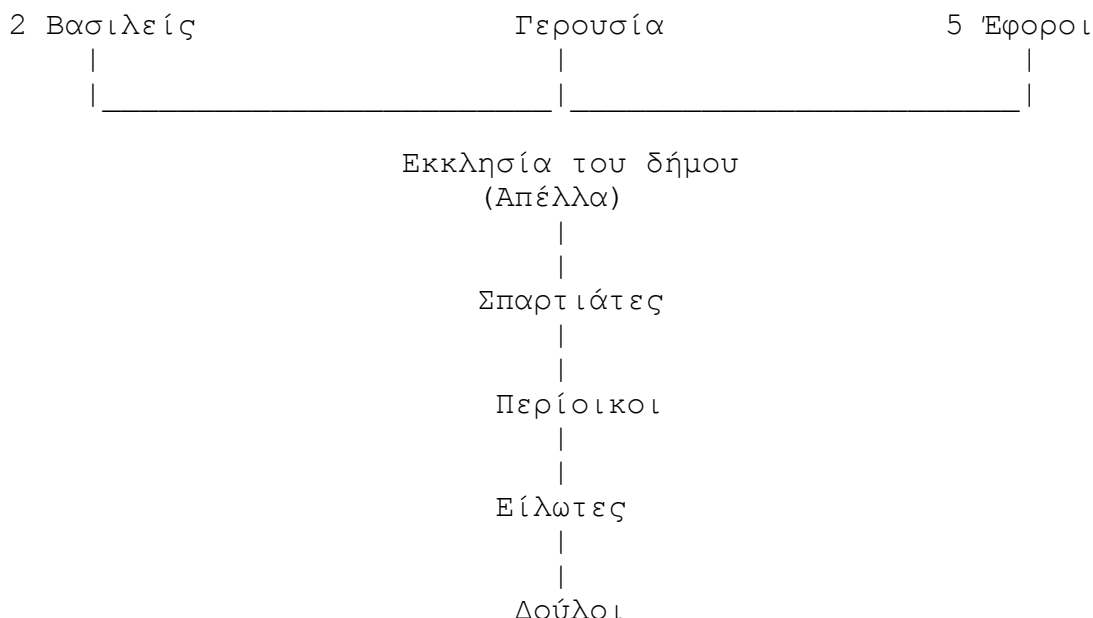 2 Βασιλείς Γερουσία 5 Έφοροι
Εκκλησία του δήμου
(Απέλλα)
Σπαρτιάτες
Περίοικοι
Είλωτες
Δούλοι